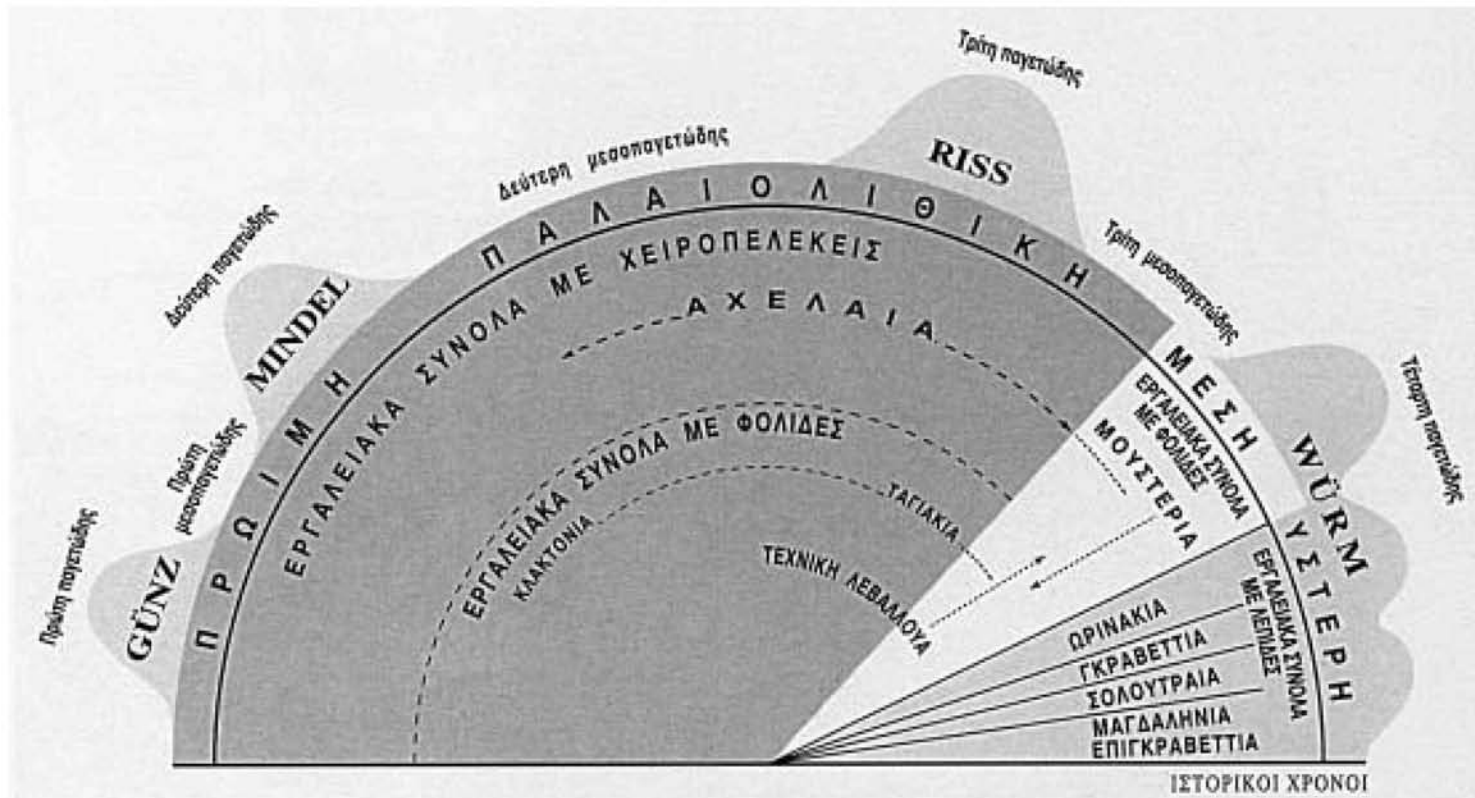 Πρώτη παγετώδης
GÜNZ
Πρώτη
μεσοπαγετώδης
Δεύτερη παγετώδης
MINDEL
Δεύτερη μεσοπαγετώδης
Τρίτη παγετώδης
RISS
Τρίτη μεσοπαγετώδης
Τέταρτη παγετώδης
WÜRM
ΠΡΩΙΜΗ ΠΑΛΑΙΟΛΙΘΙΚΗ
ΜΕΣΗ
ΥΣΤΕΡΗ
ΕΡΓΑΛΕΙΑΚΑ ΣΥΝΟΛΑ ΜΕ ΧΕΙΡΟΠΕΛΕΚΕΙΣ
ΑΧΕΛΑΙΑ
ΕΡΓΑΛΕΙΑΚΑ ΣΥΝΟΛΑ ΜΕ ΦΟΛΙΔΕΣ
ΚΛΑΚΤΟΝΙΑ
ΤΑΓΙΑΚΙΑ
ΤΕΧΝΙΚΗ ΛΕΒΑΛΛΟΥΑ
ΕΡΓΑΛΕΙΑΚΑ ΣΥΝΟΛΑ
ΜΕ ΦΟΛΙΔΕΣ
ΜΟΥΣΤΕΡΙΑ
ΕΡΓΑΛΕΙΑΚΑ ΣΥΝΟΛΑ
ΜΕ ΛΕΠΙΔΕΣ
ΩΡΙΝΑΚΙΑ
ΓΚΡΑΒΕΤΤΙΑ
ΣΟΛΟΥΤΡΑΙΑ
ΜΑΓΔΑΛΗΝΙΑ
ΕΠΙΓΚΡΑΒΕΤΤΙΑ
ΙΣΤΟΡΙΚΟΙ ΧΡΟΝΟΙ